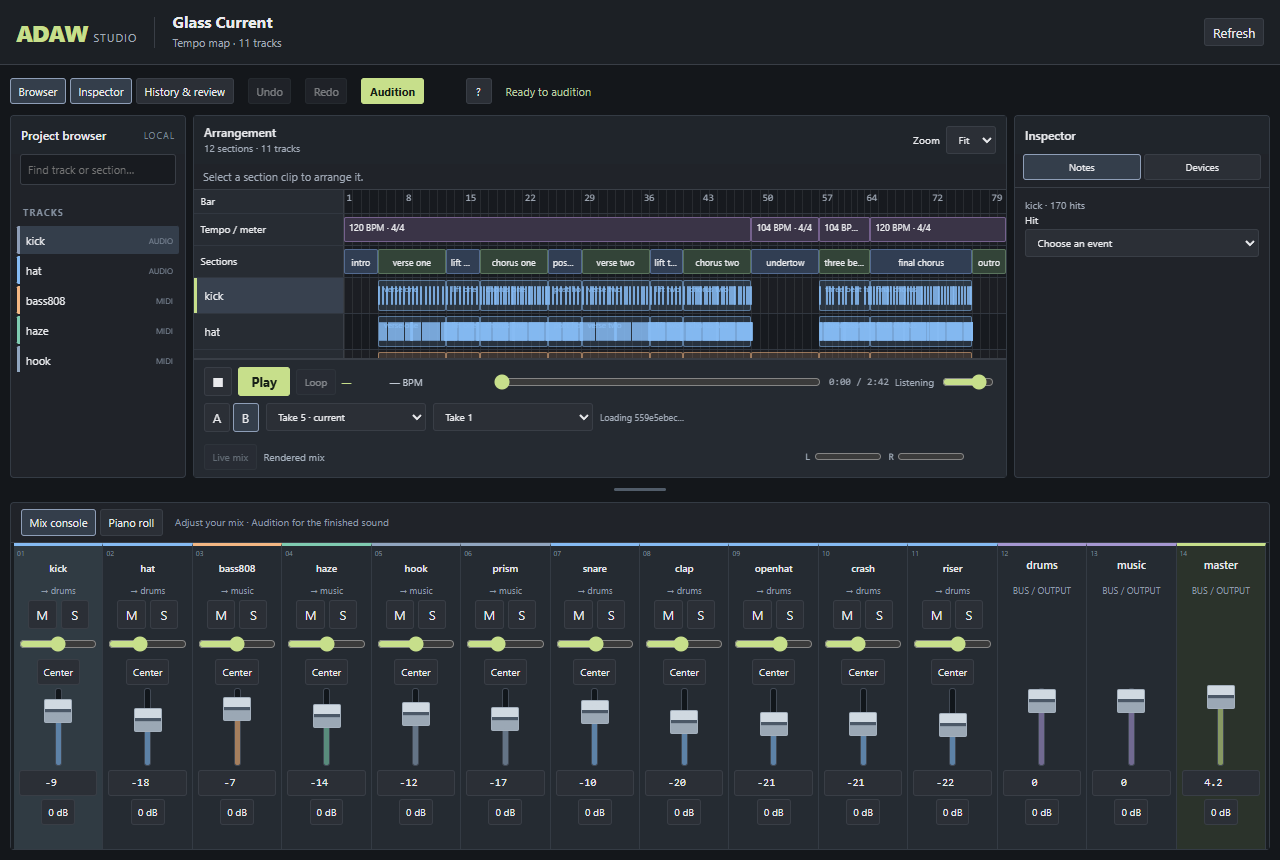 ADAW STUDIO
Glass Current
Tempo map · 11 tracks
Refresh
Browser Inspector History & review Undo Redo Audition ? Ready to audition
Project browser LOCAL
Find track or section...
TRACKS
kick AUDIO
hat AUDIO
bass808 MIDI
haze MIDI
hook MIDI
Arrangement
12 sections · 11 tracks
Zoom Fit
Select a section clip to arrange it.
Bar 1 8 15 22 29 36 43 50 57 64 72 79
Tempo / meter 120 BPM · 4/4 104 BPM · 4/4 104 BP... 120 BPM · 4/4
Sections intro verse one lift ... chorus one pos... verse two lift t... chorus two undertow three be... final chorus outro
kick
hat
Play Loop — — BPM 0:00 / 2:42 Listening
A B Take 5 · current Take 1 Loading 559e5ebec...
Live mix Rendered mix L R
Inspector
Notes Devices
kick · 170 hits
Hit
Choose an event
Mix console Piano roll Adjust your mix · Audition for the finished sound
01 02 03 04 05 06 07 08 09 10 11 12 13 14
kick hat bass808 haze hook prism snare clap openhat crash riser drums music master
→ drums → drums → music → music → music → music → drums → drums → drums → drums → drums BUS / OUTPUT BUS / OUTPUT BUS / OUTPUT
M S M S M S M S M S M S M S M S M S M S M S
Center Center Center Center Center Center Center Center Center Center Center
-9 -18 -7 -14 -12 -17 -10 -20 -21 -21 -22 0 0 4.2
0 dB 0 dB 0 dB 0 dB 0 dB 0 dB 0 dB 0 dB 0 dB 0 dB 0 dB 0 dB 0 dB 0 dB